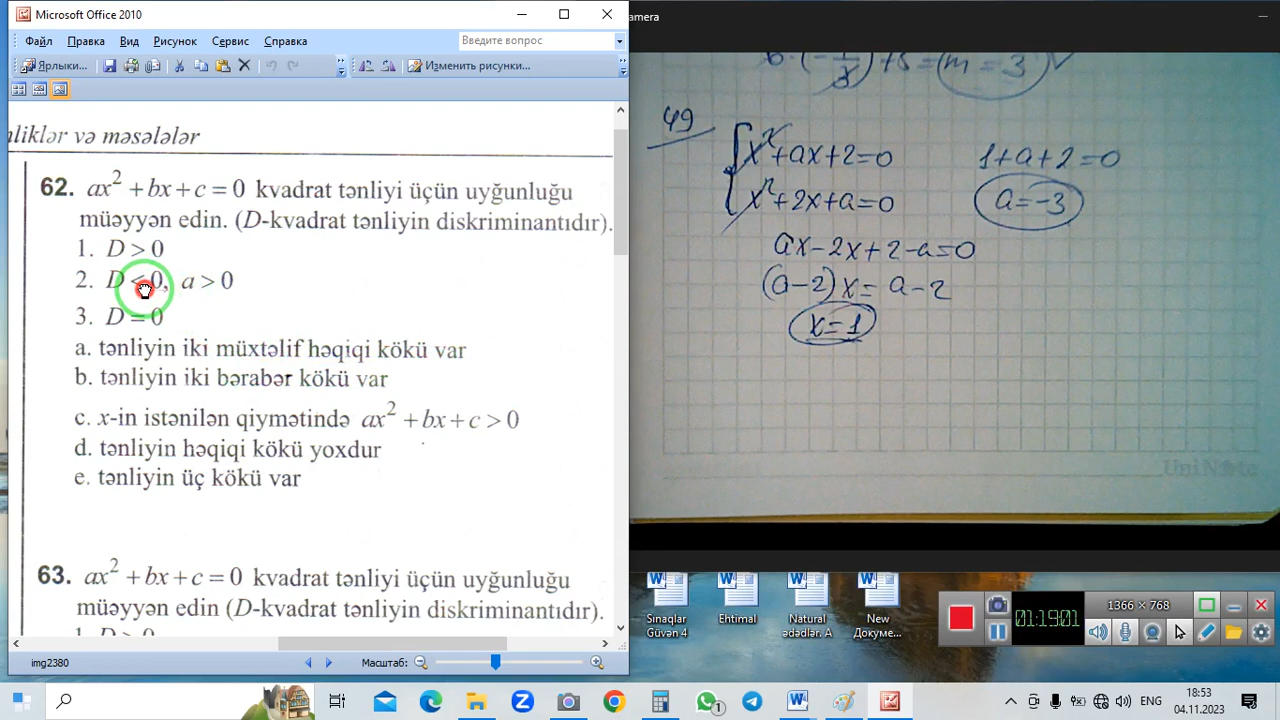 Microsoft Office 2010
Файл Правка Вид Рисунок Сервис Справка
Введите вопрос
Ярлыки...
Изменить рисунки...
nliklər və məsələlər
62. ax² + bx + c = 0 kvadrat tənliyi üçün uyğunluğu
müəyyən edin. (D-kvadrat tənliyin diskriminantıdır).
1. D > 0
2. D < 0, a > 0
3. D = 0
a. tənliyin iki müxtəlif həqiqi kökü var
b. tənliyin iki bərabər kökü var
c. x-in istənilən qiymətində ax² + bx + c > 0
d. tənliyin həqiqi kökü yoxdur
e. tənliyin üç kökü var
63. ax² + bx + c = 0 kvadrat tənliyi üçün uyğunluğu
müəyyən edin (D-kvadrat tənliyin diskriminantıdır).
1. D > 0
img2380
Масштаб:
amera
m = 3
49
x² + ax + 2 = 0
x² + 2x + a = 0
ax - 2x + 2 - a = 0
(a - 2) x = a - 2
x = 1
1 + a + 2 = 0
a = -3
UniNote
Sınaqlar
Güvən 4
Ehtimal
Natural
ədədlər. A
New
Докуме...
01:19:01
1366 × 768
1
ENG
18:53
04.11.2023